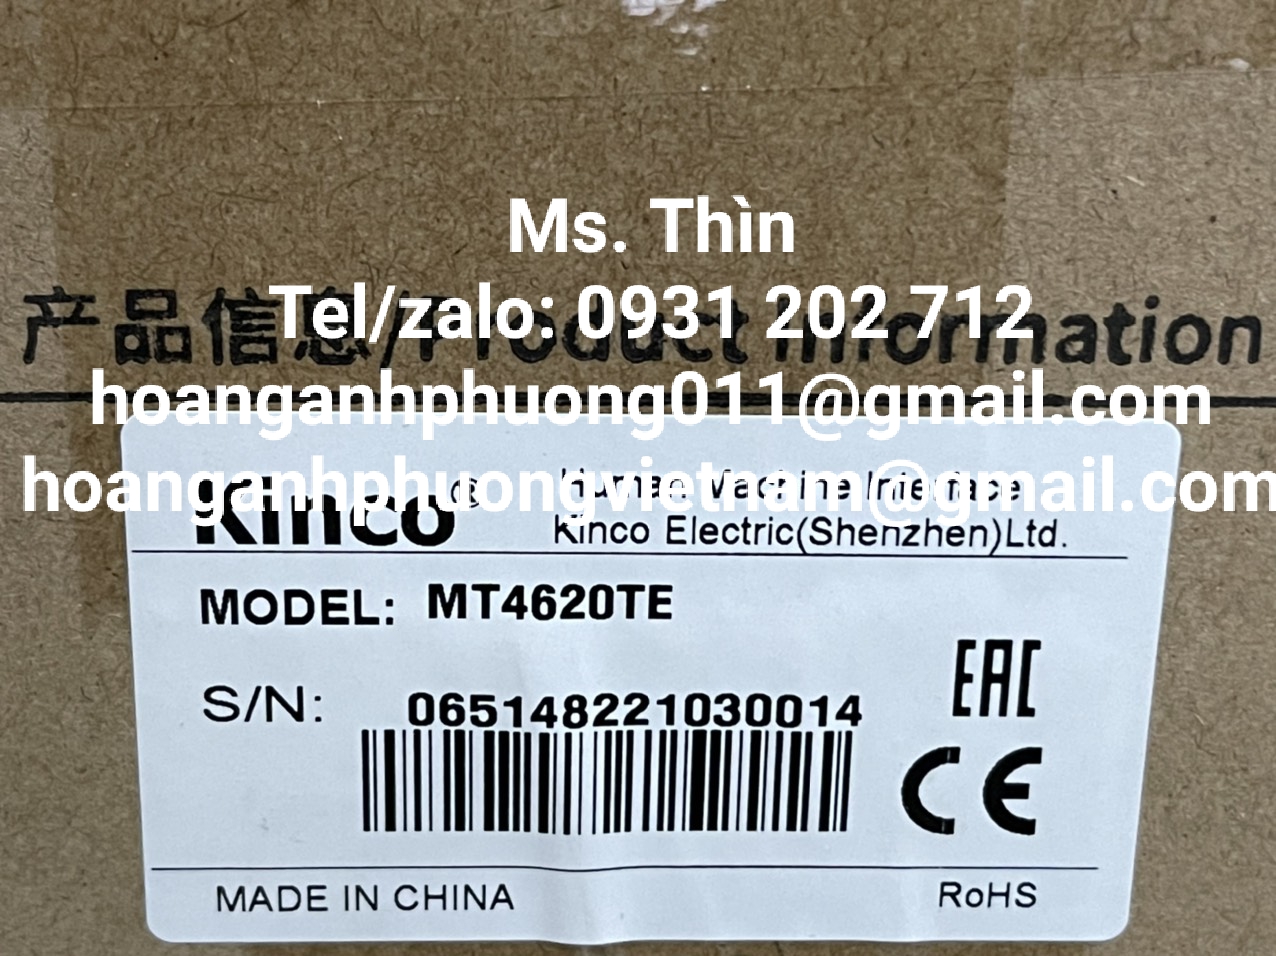 Ms. Thìn
Tel/zalo: 0931 202 712
产品信息/Product Information
hoanganhphuong011@gmail.com
hoanganhphuongvietnam@gmail.com
Kinco® Human Machine Interface
Kinco Electric(Shenzhen)Ltd.
MODEL: MT4620TE
S/N: 065148221030014
EAC
CE
MADE IN CHINA RoHS